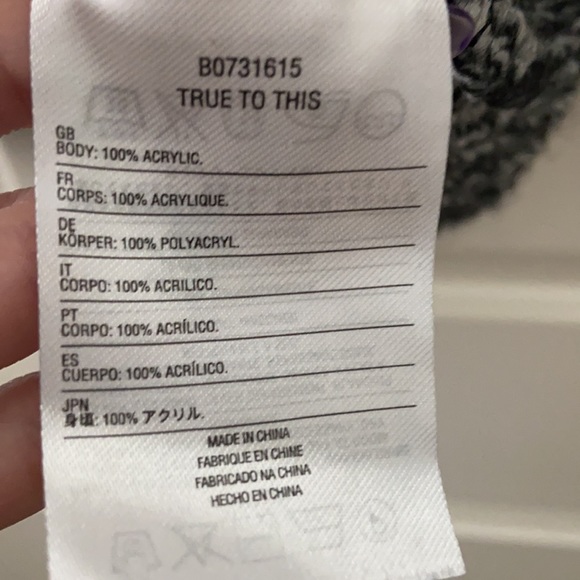 B0731615
TRUE TO THIS
GB
BODY: 100% ACRYLIC.
FR
CORPS: 100% ACRYLIQUE.
DE
KÖRPER: 100% POLYACRYL.
IT
CORPO: 100% ACRILICO.
PT
CORPO: 100% ACRÍLICO.
ES
CUERPO: 100% ACRÍLICO.
JPN
身頃: 100% アクリル.
MADE IN CHINA
FABRIQUE EN CHINE
FABRICADO NA CHINA
HECHO EN CHINA